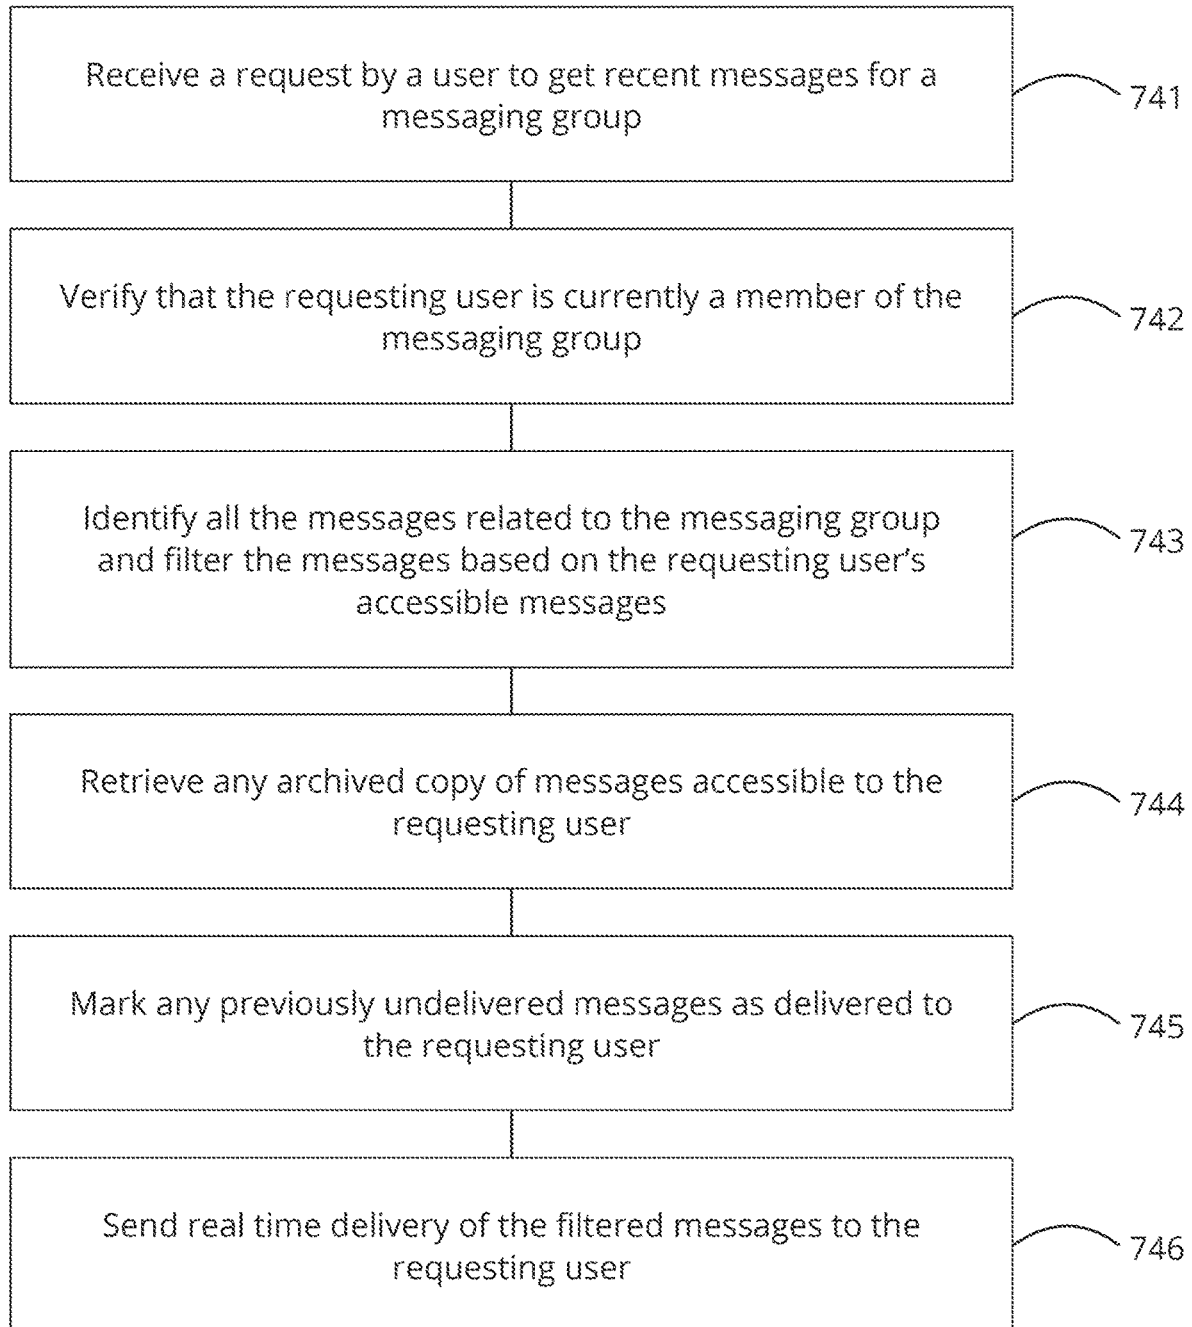 Receive a request by a user to get recent messages for a
messaging group
741
Verify that the requesting user is currently a member of the
messaging group
742
Identify all the messages related to the messaging group
and filter the messages based on the requesting user's
accessible messages
743
Retrieve any archived copy of messages accessible to the
requesting user
744
Mark any previously undelivered messages as delivered to
the requesting user
745
Send real time delivery of the filtered messages to the
requesting user
746